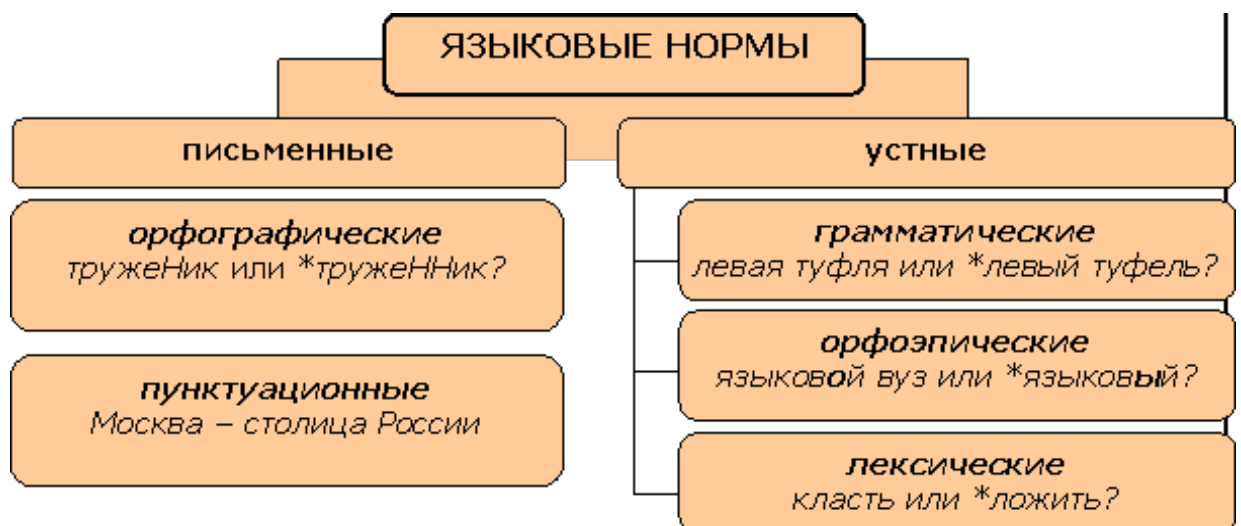 ЯЗЫКОВЫЕ НОРМЫ
письменные
орфографические
тружеНик или *тружеННик?
пунктуационные
Москва – столица России
устные
грамматические
левая туфля или *левый туфель?
орфоэпические
языковой вуз или *языковый?
лексические
класть или *ложить?